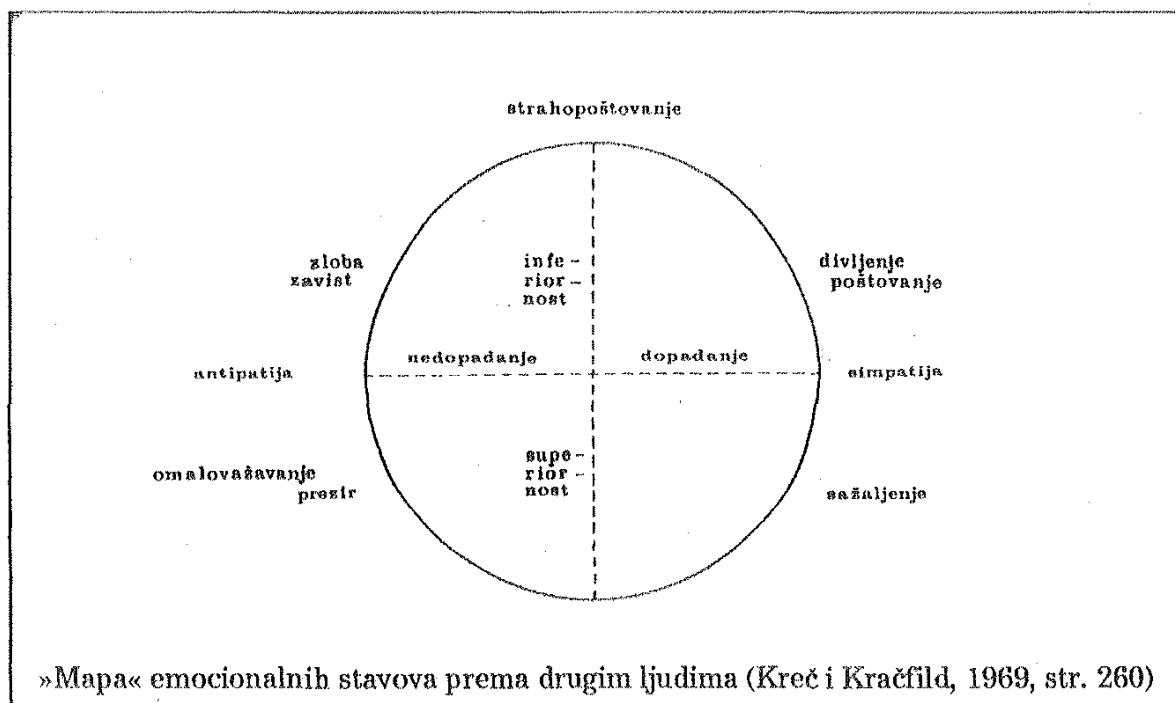 strahopoštovanje
zloba
zavist
infe-
rior-
nost
divljenje
poštovanje
nedopadanje
dopadanje
antipatija
simpatija
omalovažavanje
prezir
supe-
rior-
nost
sažaljenje
»Mapa« emocionalnih stavova prema drugim ljudima (Kreč i Kračfild, 1969, str. 260)